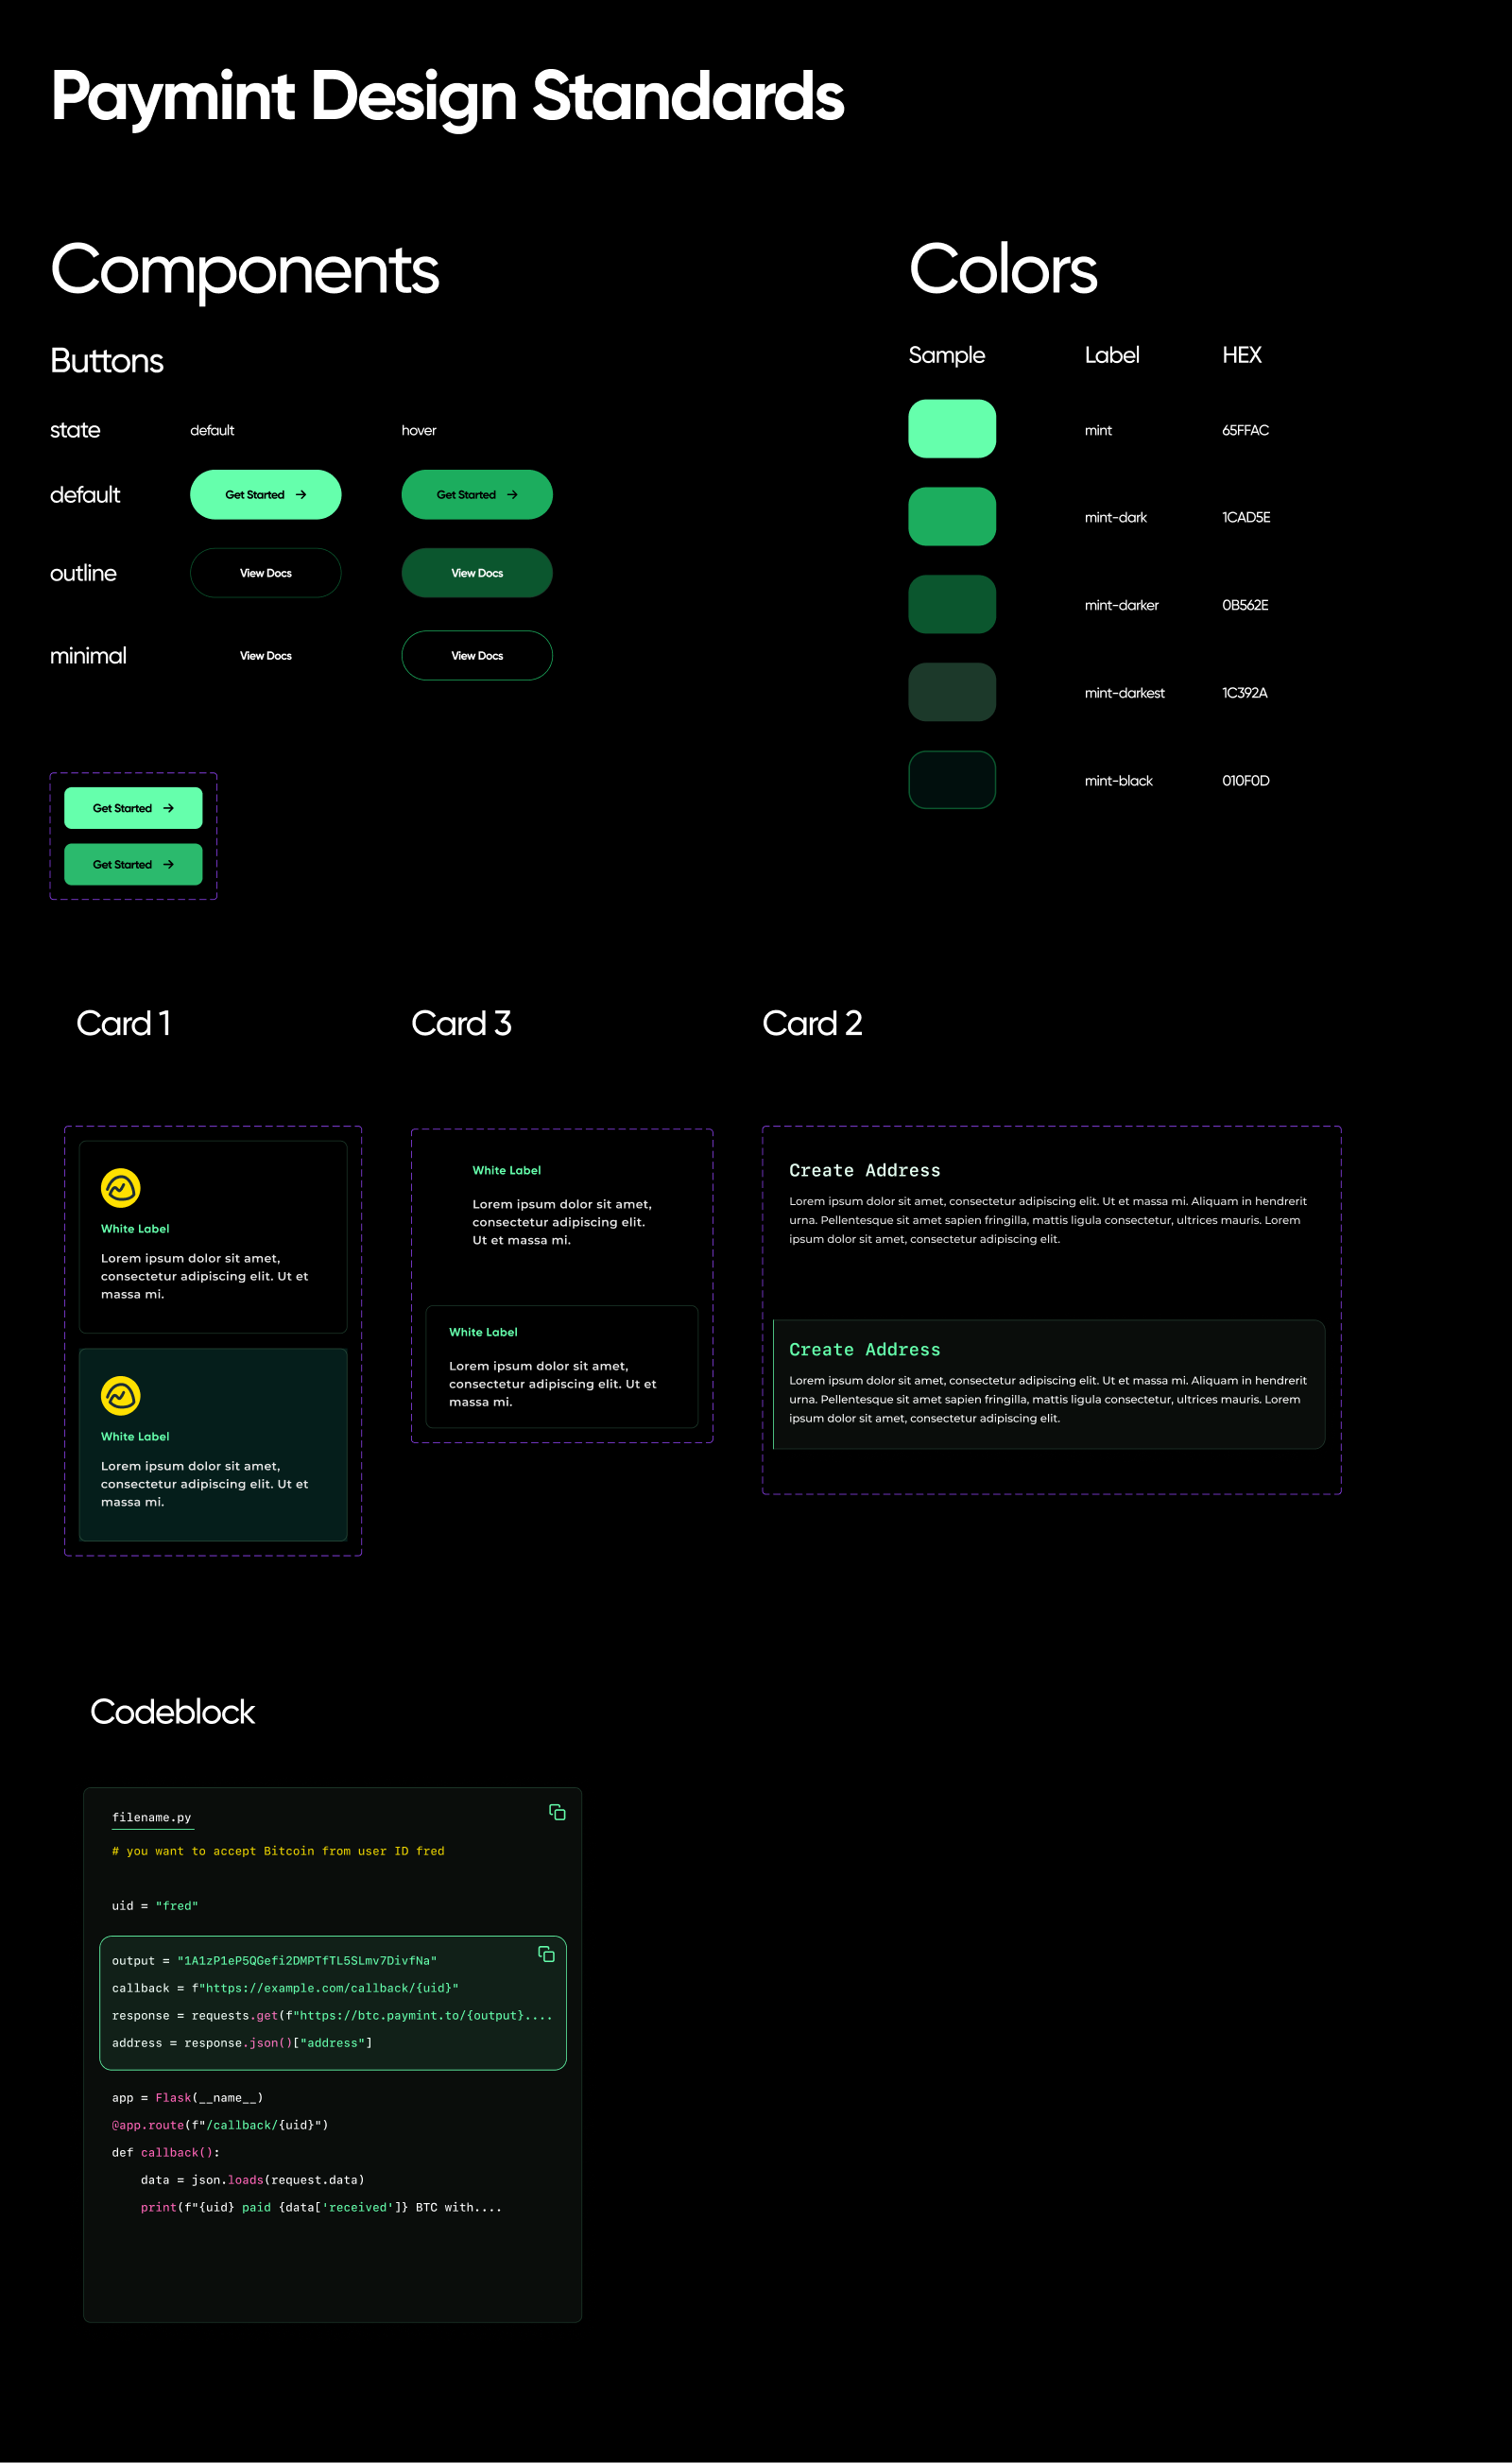 Paymint Design Standards
Components
Buttons
state default hover
default Get Started → Get Started →
outline View Docs View Docs
minimal View Docs View Docs
Get Started →
Get Started →
Colors
Sample Label HEX
mint 65FFAC
mint-dark 1CAD5E
mint-darker 0B562E
mint-darkest 1C392A
mint-black 010F0D
Card 1
White Label
Lorem ipsum dolor sit amet,
consectetur adipiscing elit. Ut et
massa mi.
White Label
Lorem ipsum dolor sit amet,
consectetur adipiscing elit. Ut et
massa mi.
Card 3
White Label
Lorem ipsum dolor sit amet,
consectetur adipiscing elit.
Ut et massa mi.
White Label
Lorem ipsum dolor sit amet,
consectetur adipiscing elit. Ut et
massa mi.
Card 2
Create Address
Lorem ipsum dolor sit amet, consectetur adipiscing elit. Ut et massa mi. Aliquam in hendrerit
urna. Pellentesque sit amet sapien fringilla, mattis ligula consectetur, ultrices mauris. Lorem
ipsum dolor sit amet, consectetur adipiscing elit.
Create Address
Lorem ipsum dolor sit amet, consectetur adipiscing elit. Ut et massa mi. Aliquam in hendrerit
urna. Pellentesque sit amet sapien fringilla, mattis ligula consectetur, ultrices mauris. Lorem
ipsum dolor sit amet, consectetur adipiscing elit.
Codeblock
filename.py
# you want to accept Bitcoin from user ID fred
uid = "fred"
output = "1A1zP1eP5QGefi2DMPTfTL5SLmv7DivfNa"
callback = f"https://example.com/callback/{uid}"
response = requests.get(f"https://btc.paymint.to/{output}....
address = response.json()["address"]
app = Flask(__name__)
@app.route(f"/callback/{uid}")
def callback():
    data = json.loads(request.data)
    print(f"{uid} paid {data['received']} BTC with....